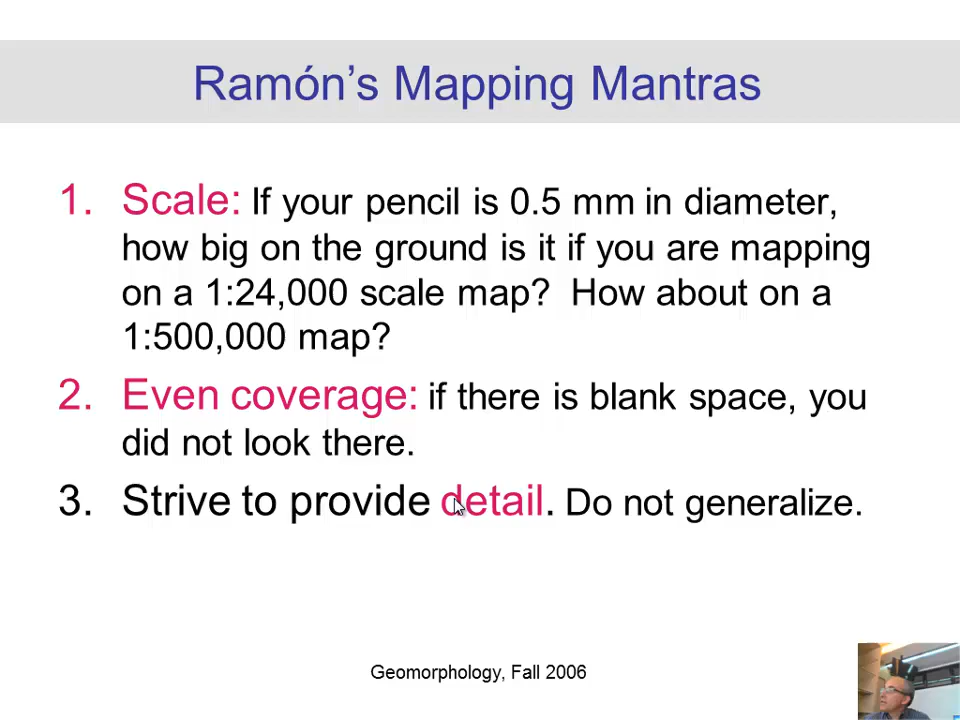 Ramón’s Mapping Mantras
1. Scale: If your pencil is 0.5 mm in diameter,
how big on the ground is it if you are mapping
on a 1:24,000 scale map? How about on a
1:500,000 map?
2. Even coverage: if there is blank space, you
did not look there.
3. Strive to provide detail. Do not generalize.
Geomorphology, Fall 2006